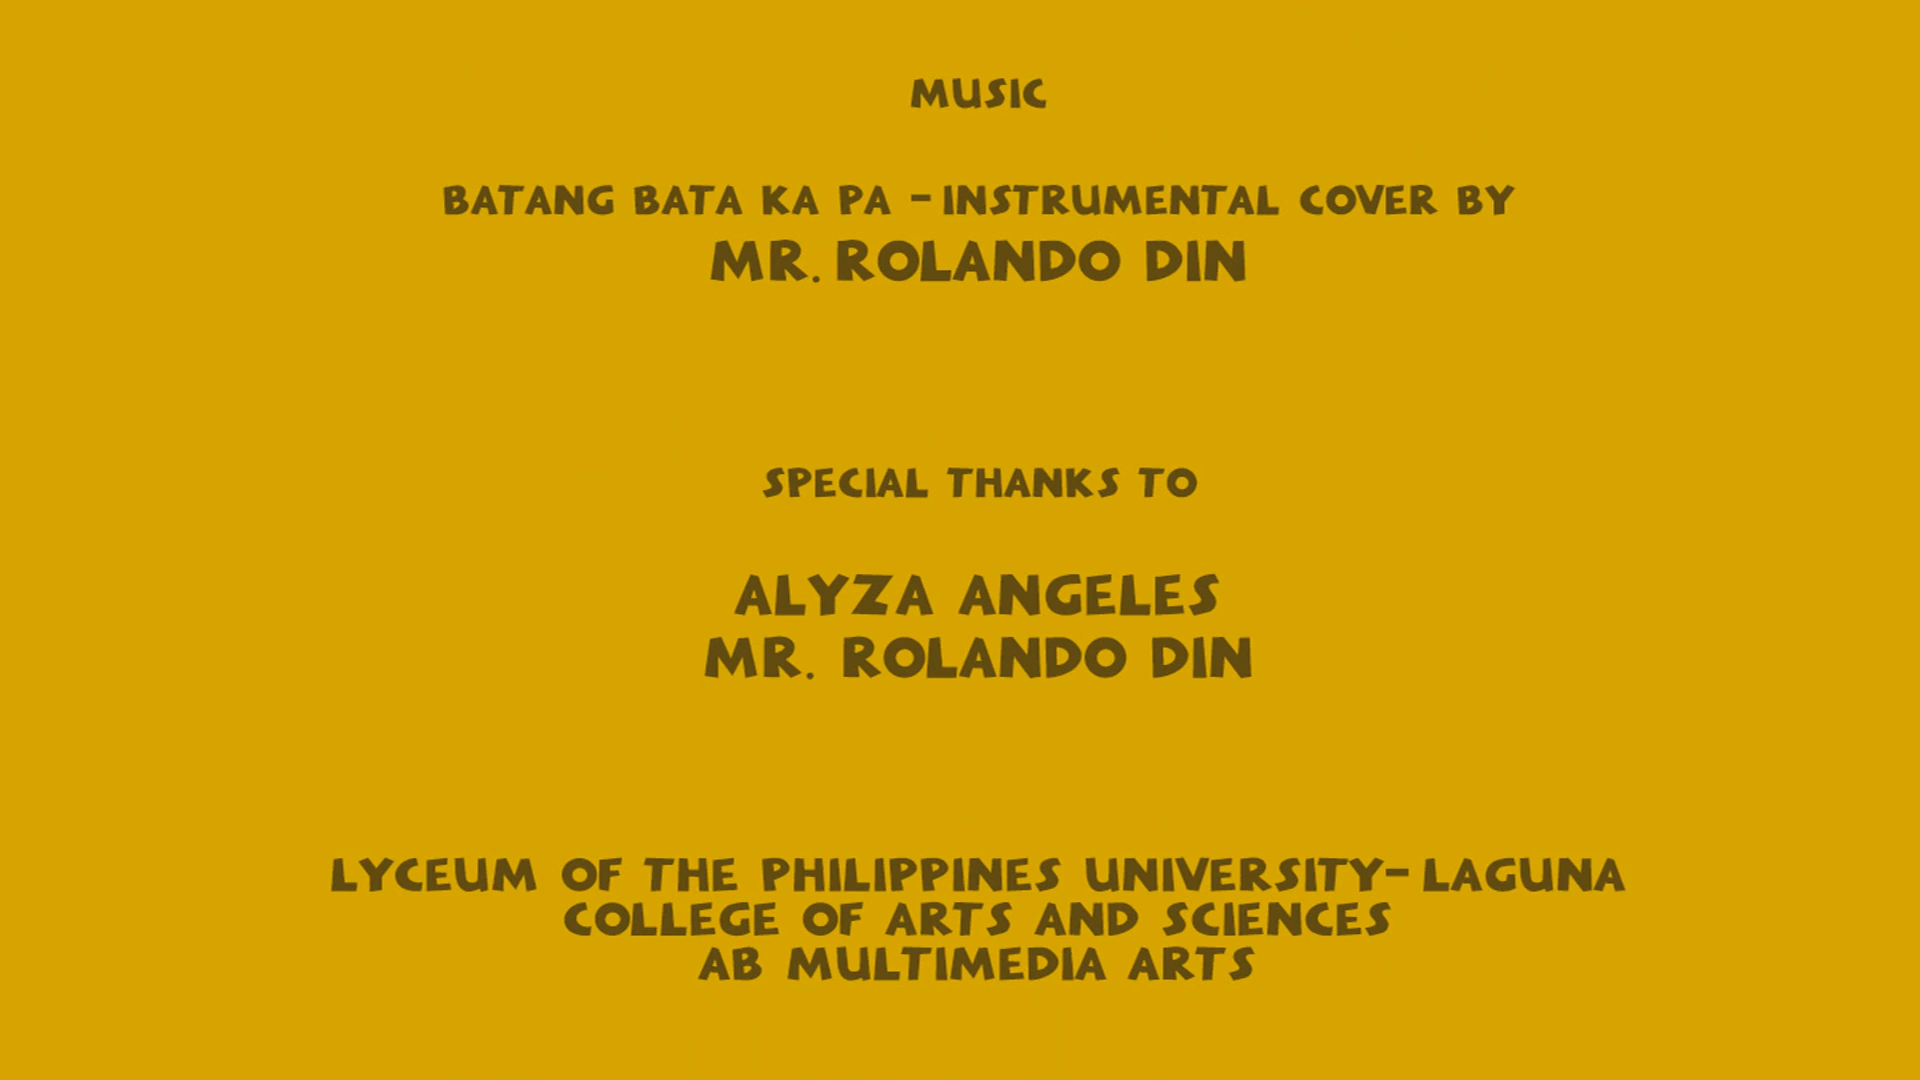 MUSIC
BATANG BATA KA PA - INSTRUMENTAL COVER BY
MR. ROLANDO DIN
SPECIAL THANKS TO
ALYZA ANGELES
MR. ROLANDO DIN
LYCEUM OF THE PHILIPPINES UNIVERSITY- LAGUNA
COLLEGE OF ARTS AND SCIENCES
AB MULTIMEDIA ARTS